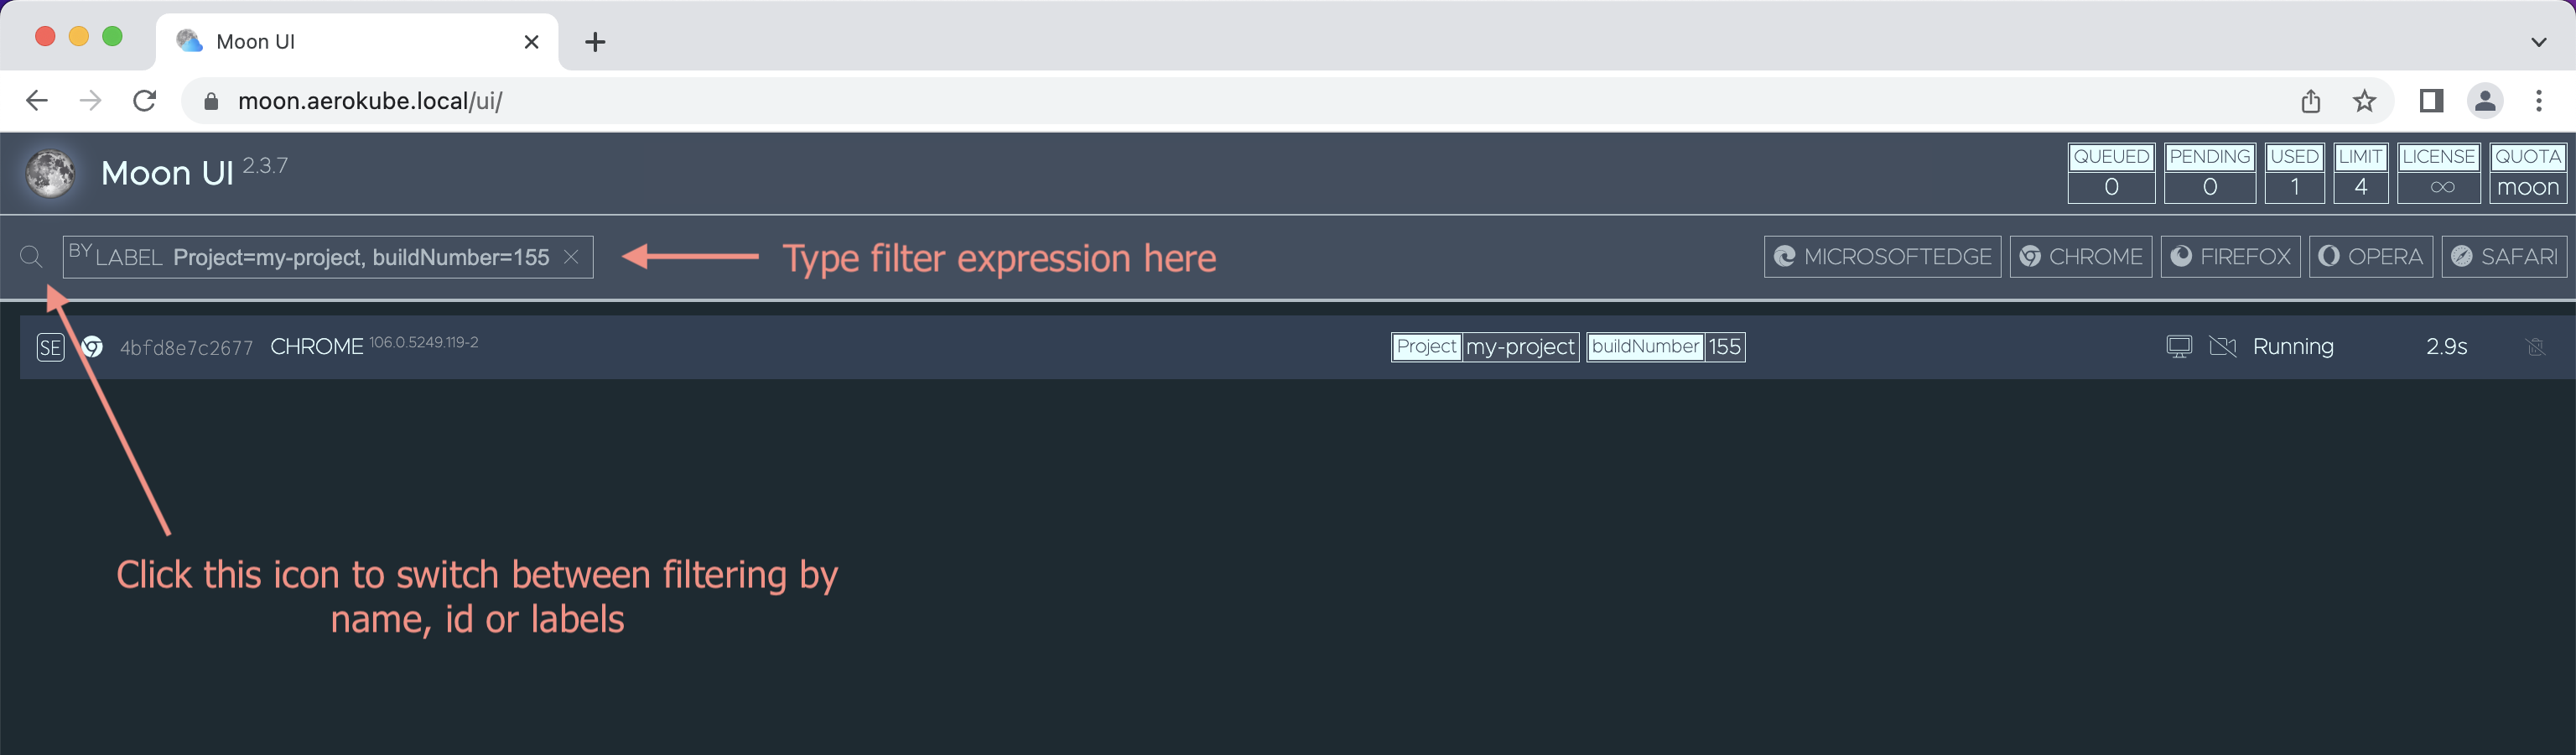 Moon UI
moon.aerokube.local/ui/
Moon UI 2.3.7
QUEUED PENDING USED LIMIT LICENSE QUOTA
0 0 1 4 ∞ moon
BY LABEL Project=my-project, buildNumber=155
Type filter expression here
MICROSOFTEDGE CHROME FIREFOX OPERA SAFARI
SE 4bfd8e7c2677 CHROME 106.0.5249.119-2 Project my-project buildNumber 155 Running 2.9s
Click this icon to switch between filtering by
name, id or labels